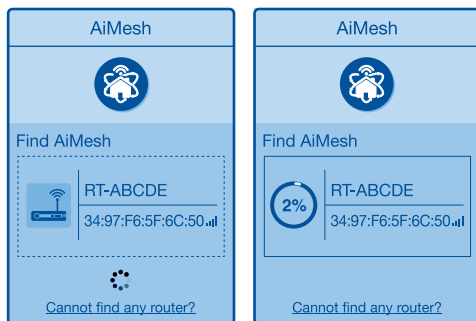 AiMesh
Find AiMesh
RT-ABCDE
34:97:F6:5F:6C:50
Cannot find any router?
AiMesh
Find AiMesh
2%
RT-ABCDE
34:97:F6:5F:6C:50
Cannot find any router?